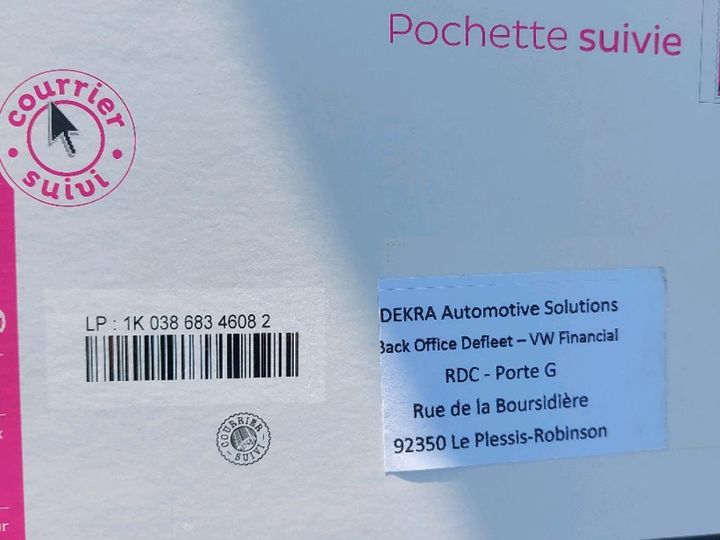 Pochette suivie
courrier
suivi
LP : 1K 038 683 4608 2
COURRIER
SUIVI
DEKRA Automotive Solutions
Back Office Defleet – VW Financial
RDC - Porte G
Rue de la Boursidière
92350 Le Plessis-Robinson